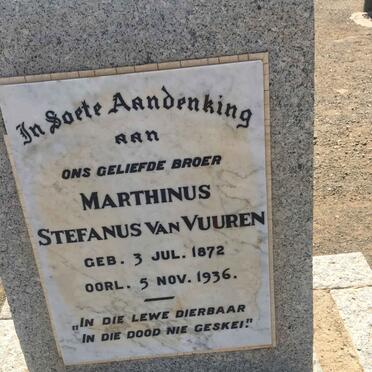 In Soete Aandenking
aan
ONS GELIEFDE BROER
MARTHINUS
STEFANUS VAN VUUREN
GEB. 3 JUL. 1872
OORL. 5 NOV. 1936.
„IN DIE LEWE DIERBAAR
IN DIE DOOD NIE GESKEI."